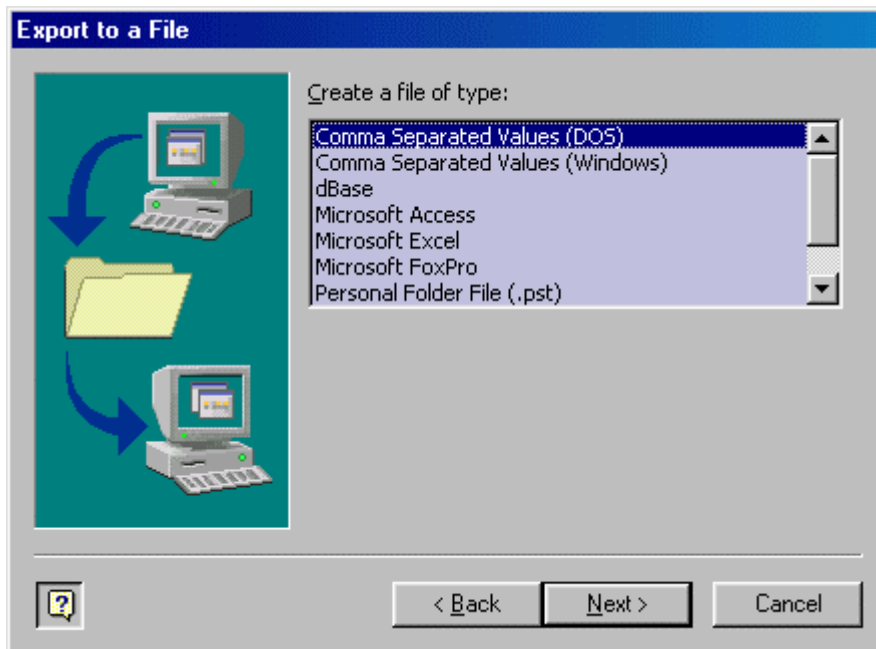 Export to a File
Create a file of type:
Comma Separated Values (DOS)
Comma Separated Values (Windows)
dBase
Microsoft Access
Microsoft Excel
Microsoft FoxPro
Personal Folder File (.pst)
?
< Back
Next >
Cancel